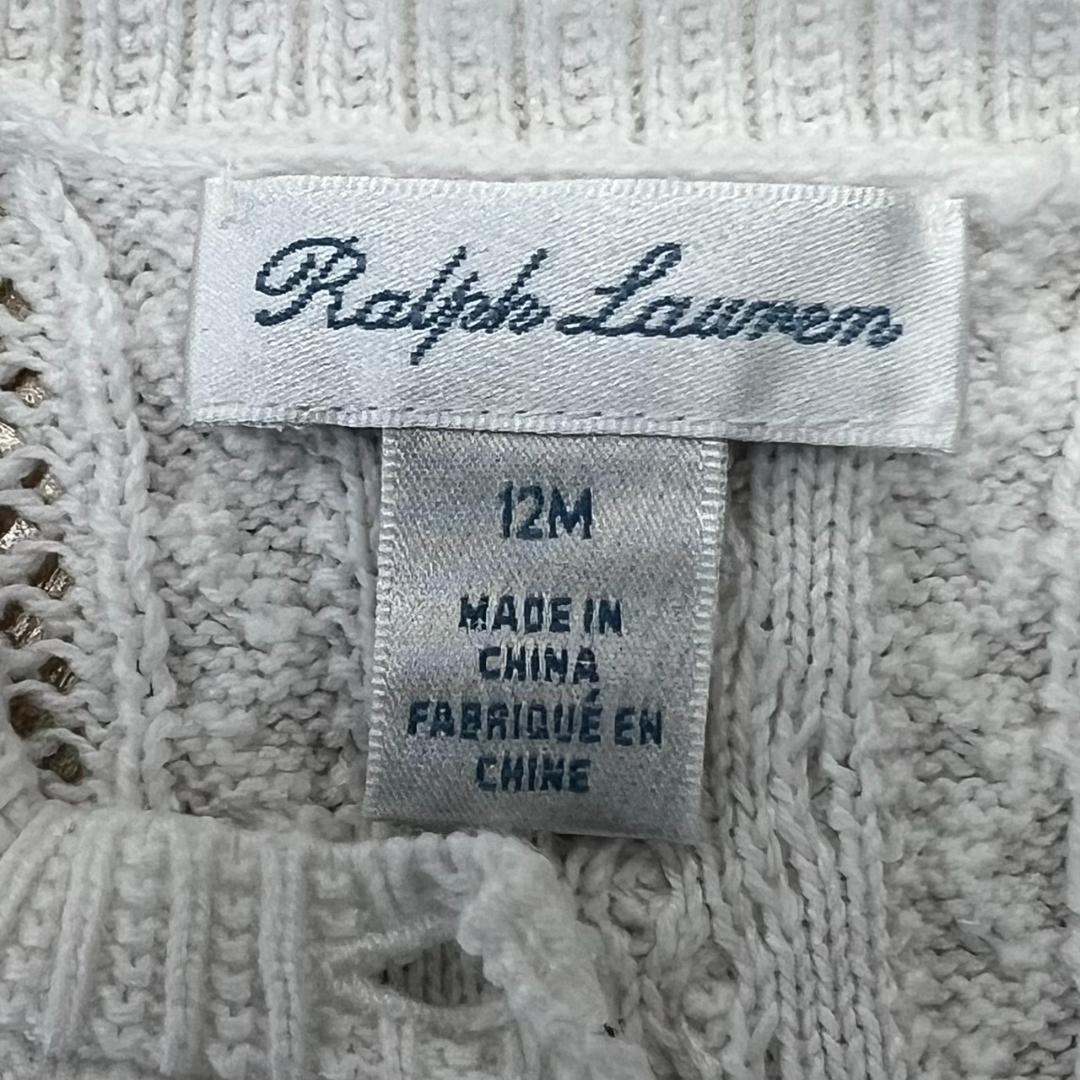 Ralph Lauren
12M
MADE IN
CHINA
FABRIQUÉ EN
CHINE